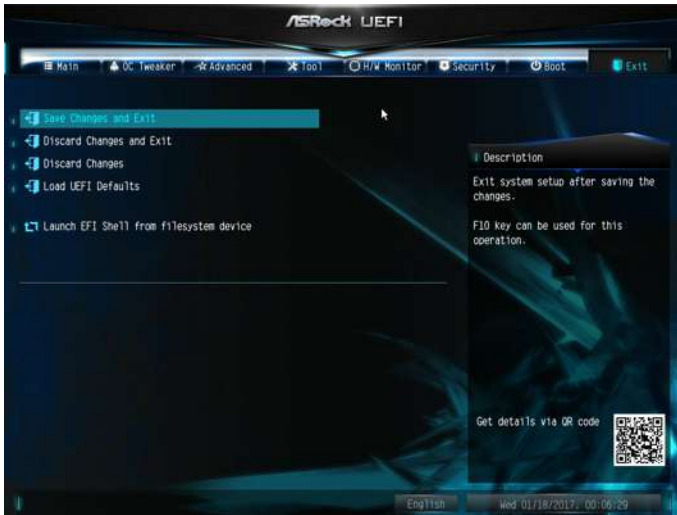 ASRock UEFI
Main OC Tweaker Advanced Tool H/W Monitor Security Boot Exit
Save Changes and Exit
Discard Changes and Exit
Discard Changes
Load UEFI Defaults
Launch EFI Shell from filesystem device
Description
Exit system setup after saving the
changes.
F10 key can be used for this
operation.
Get details via QR code
English Wed 01/18/2017, 00:06:29